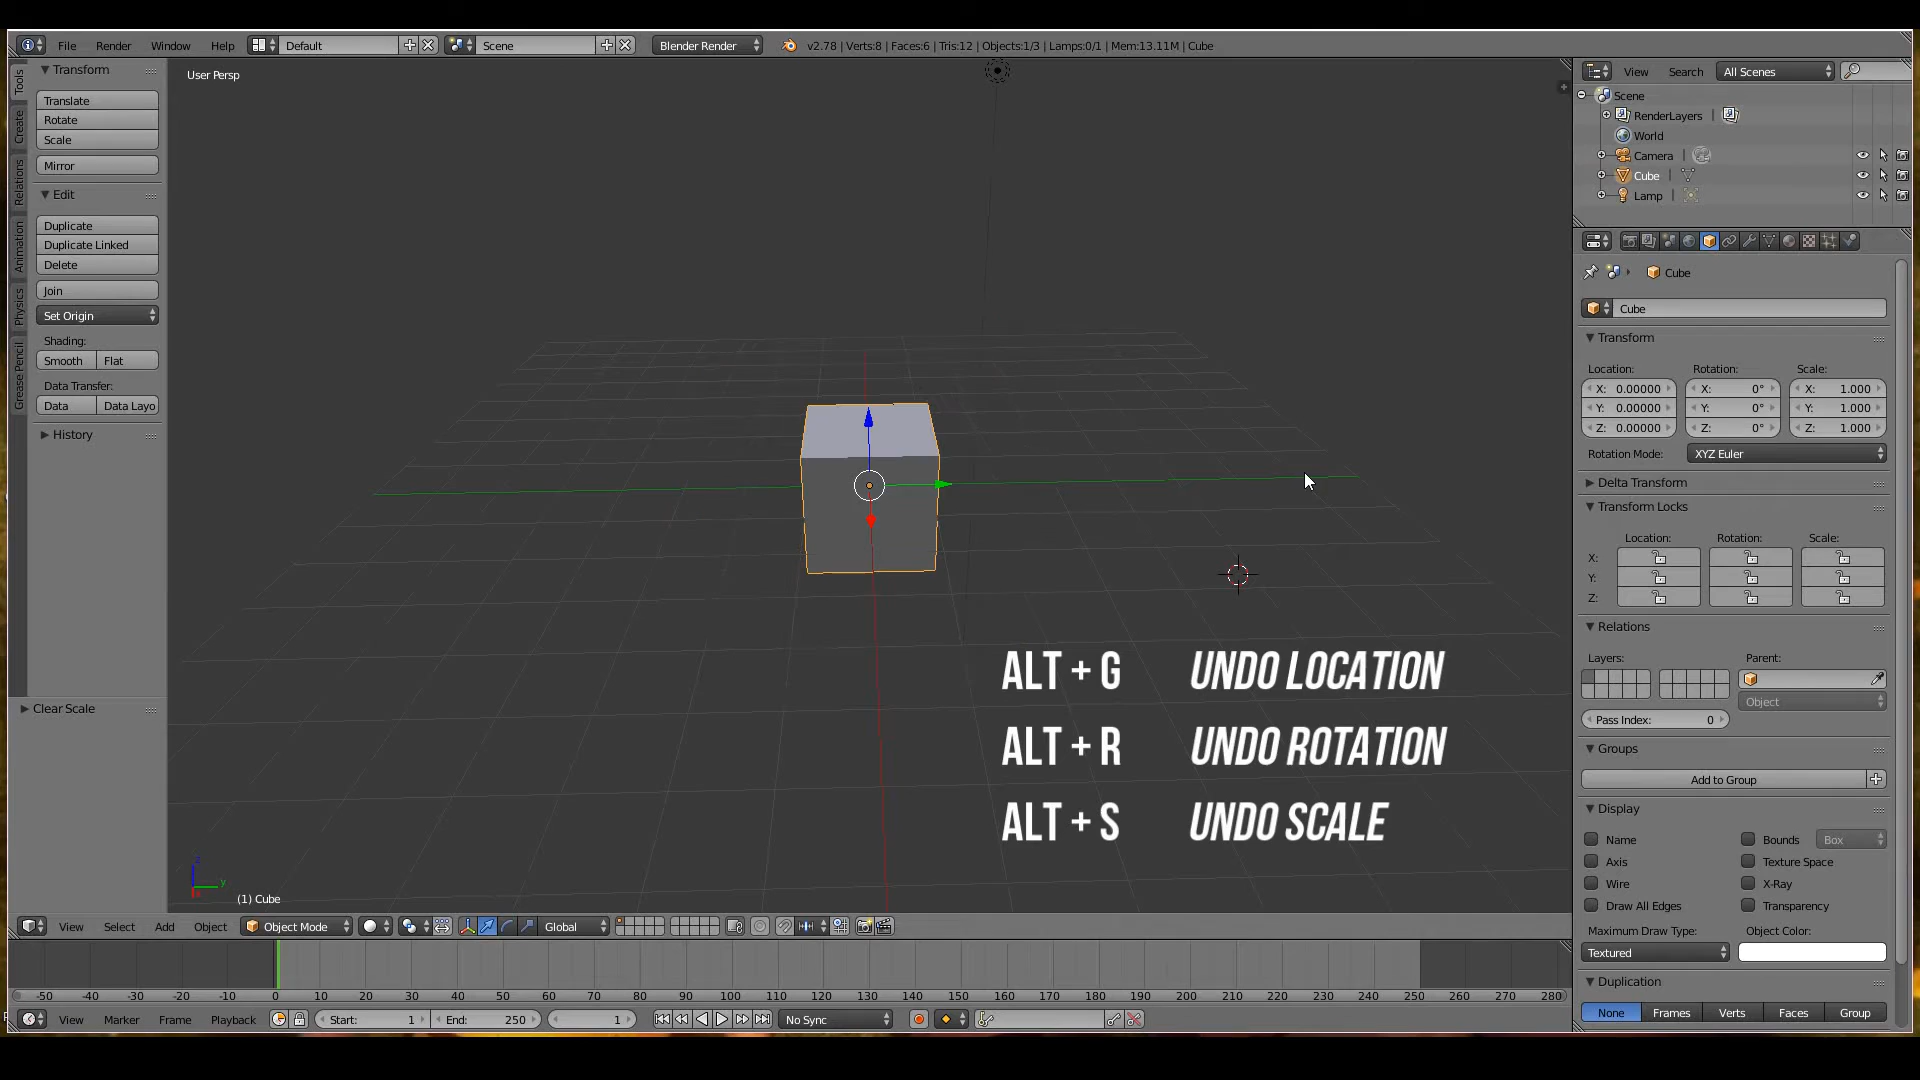 File Render Window Help Default Scene Blender Render v2.78 | Verts:8 | Faces:6 | Tris:12 | Objects:1/3 | Lamps:0/1 | Mem:13.11M | Cube
Tools
Create
Relations
Animation
Physics
Grease Pencil
Transform
Translate
Rotate
Scale
Mirror
Edit
Duplicate
Duplicate Linked
Delete
Join
Set Origin
Shading:
Smooth Flat
Data Transfer:
Data Data Layo
History
Clear Scale
User Persp
ALT + G UNDO LOCATION
ALT + R UNDO ROTATION
ALT + S UNDO SCALE
z
y
(1) Cube
View Select Add Object Object Mode Global
-50 -40 -30 -20 -10 0 10 20 30 40 50 60 70 80 90 100 110 120 130 140 150 160 170 180 190 200 210 220 230 240 250 260 270 280
View Marker Frame Playback Start: 1 End: 250 1 No Sync
View Search All Scenes
Scene
RenderLayers |
World
Camera |
Cube |
Lamp |
Cube
Cube
Transform
Location: Rotation: Scale:
X: 0.00000 X: 0° X: 1.000
Y: 0.00000 Y: 0° Y: 1.000
Z: 0.00000 Z: 0° Z: 1.000
Rotation Mode: XYZ Euler
Delta Transform
Transform Locks
Location: Rotation: Scale:
X:
Y:
Z:
Relations
Layers: Parent:
Object
Pass Index: 0
Groups
Add to Group
Display
Name Bounds Box
Axis Texture Space
Wire X-Ray
Draw All Edges Transparency
Maximum Draw Type: Object Color:
Textured
Duplication
None Frames Verts Faces Group